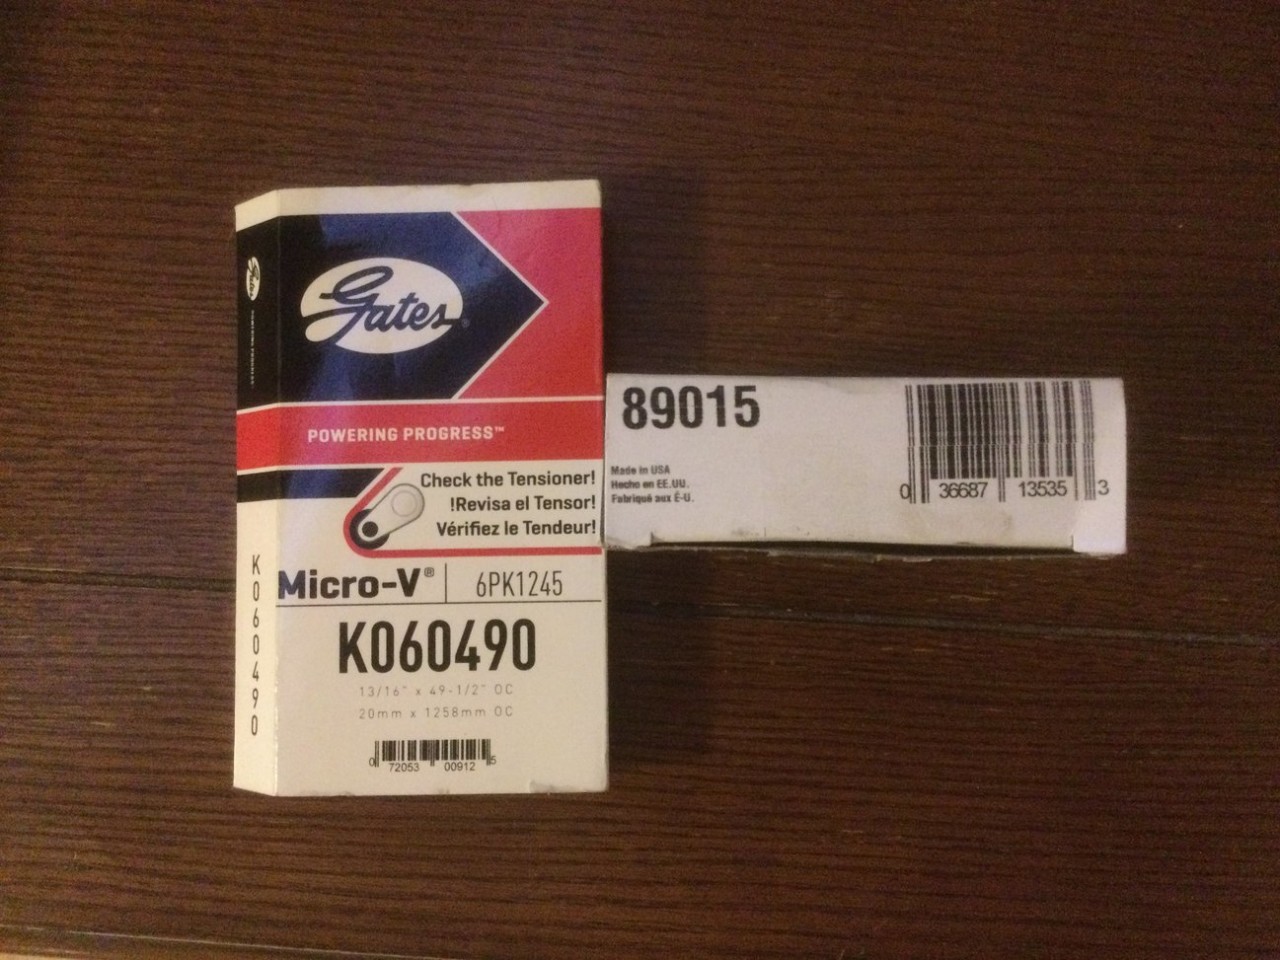 Gates®
POWERING PROGRESS™
Check the Tensioner!
!Revisa el Tensor!
Vérifiez le Tendeur!
Micro-V® 6PK1245
K060490
13/16" x 49-1/2" OC
20mm x 1258mm OC
0 72053 00912 5
Gates
K060490
89015
Made in USA
Hecho en EE.UU.
Fabriqué aux É-U.
0 36687 13535 3